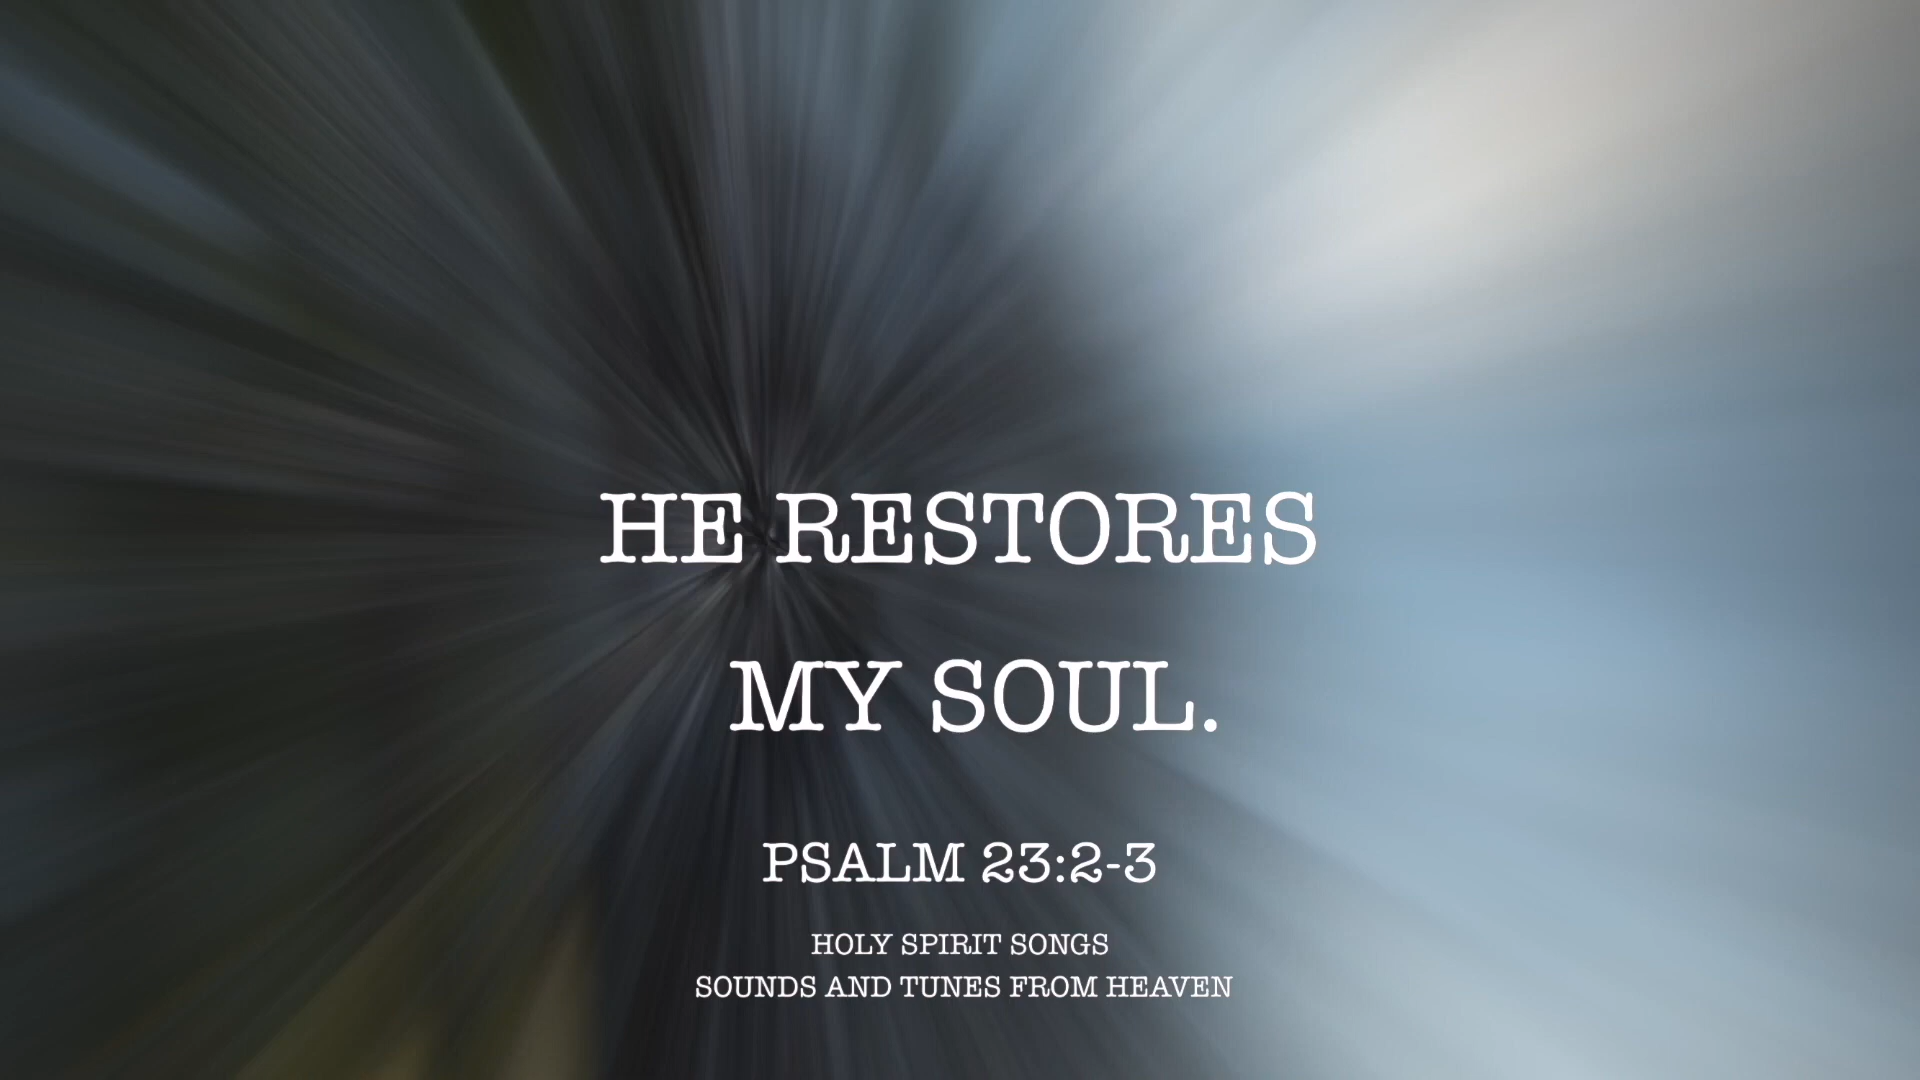 HE RESTORES
MY SOUL.
PSALM 23:2-3
HOLY SPIRIT SONGS
SOUNDS AND TUNES FROM HEAVEN